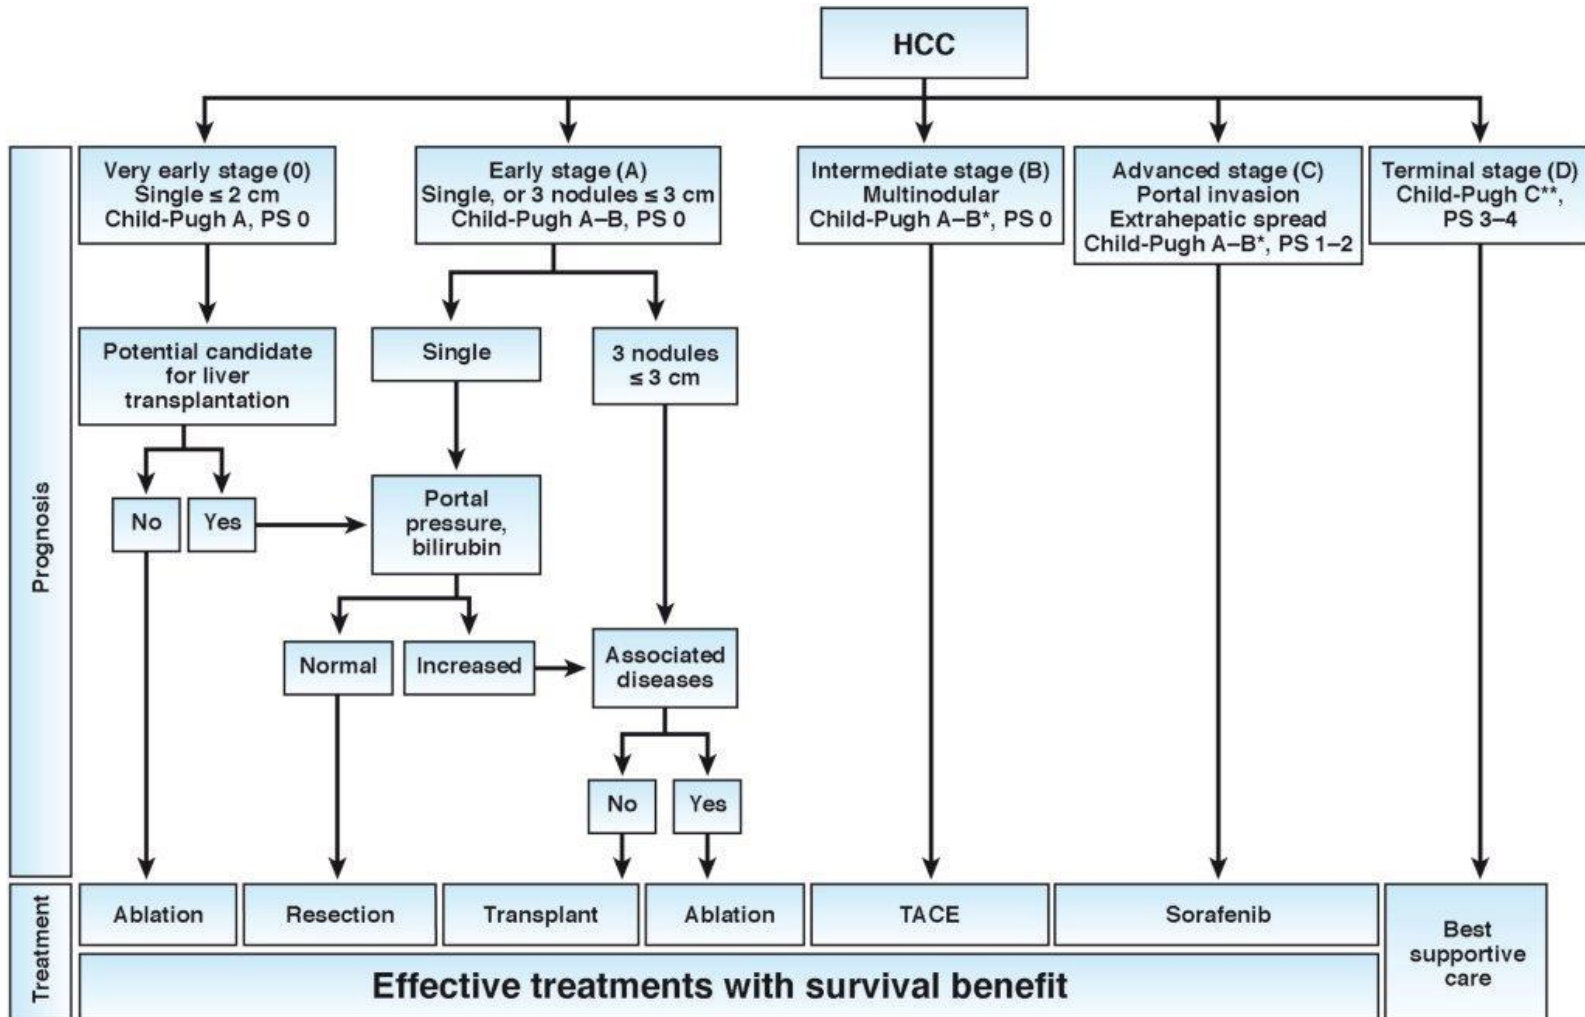 HCC
Very early stage (0)
Single ≤ 2 cm
Child-Pugh A, PS 0
Early stage (A)
Single, or 3 nodules ≤ 3 cm
Child-Pugh A–B, PS 0
Intermediate stage (B)
Multinodular
Child-Pugh A–B*, PS 0
Advanced stage (C)
Portal invasion
Extrahepatic spread
Child-Pugh A–B*, PS 1–2
Terminal stage (D)
Child-Pugh C**,
PS 3–4
Potential candidate
for liver
transplantation
Single
3 nodules
≤ 3 cm
No
Yes
Portal
pressure,
bilirubin
Normal
Increased
Associated
diseases
No
Yes
Prognosis
Treatment
Ablation
Resection
Transplant
Ablation
TACE
Sorafenib
Best
supportive
care
Effective treatments with survival benefit